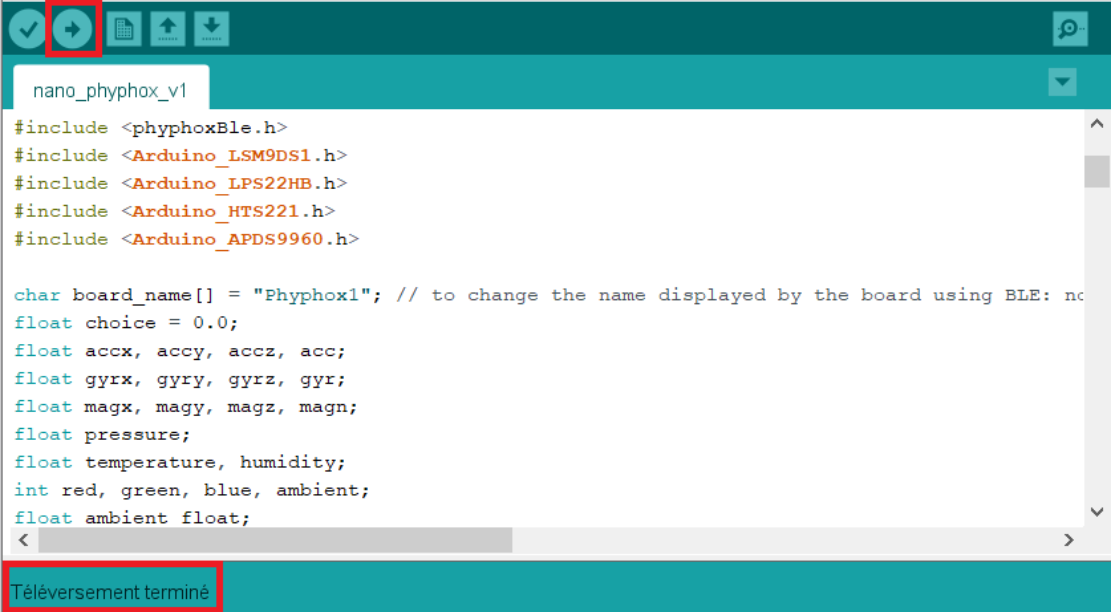 nano_phyphox_v1
#include <phyphoxBle.h>
#include <Arduino_LSM9DS1.h>
#include <Arduino_LPS22HB.h>
#include <Arduino_HTS221.h>
#include <Arduino_APDS9960.h>
char board_name[] = "Phyphox1"; // to change the name displayed by the board using BLE:
float choice = 0.0;
float accx, accy, accz, acc;
float gyrx, gyry, gyrz, gyr;
float magx, magy, magz, magn;
float pressure;
float temperature, humidity;
int red, green, blue, ambient;
float ambient_float;
Téléversement terminé